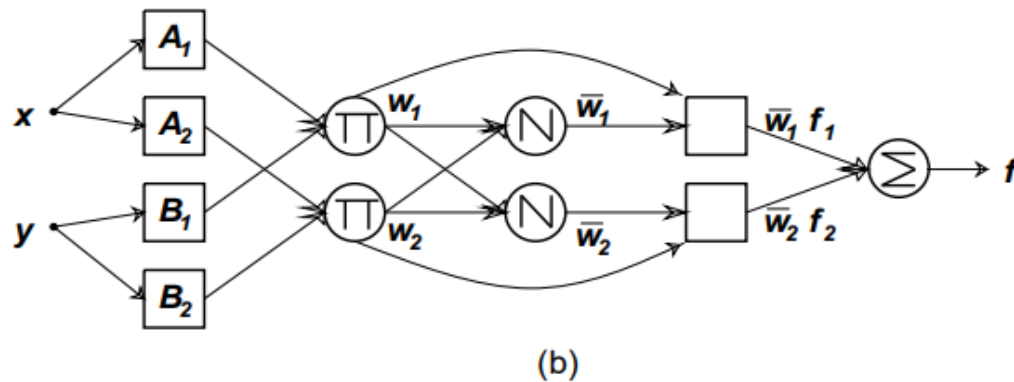 A₁
x
A₂
B₁
y
B₂
Π
w₁
Π
w₂
N
w̅₁
N
w̅₂
w̅₁ f₁
w̅₂ f₂
Σ
f
(b)